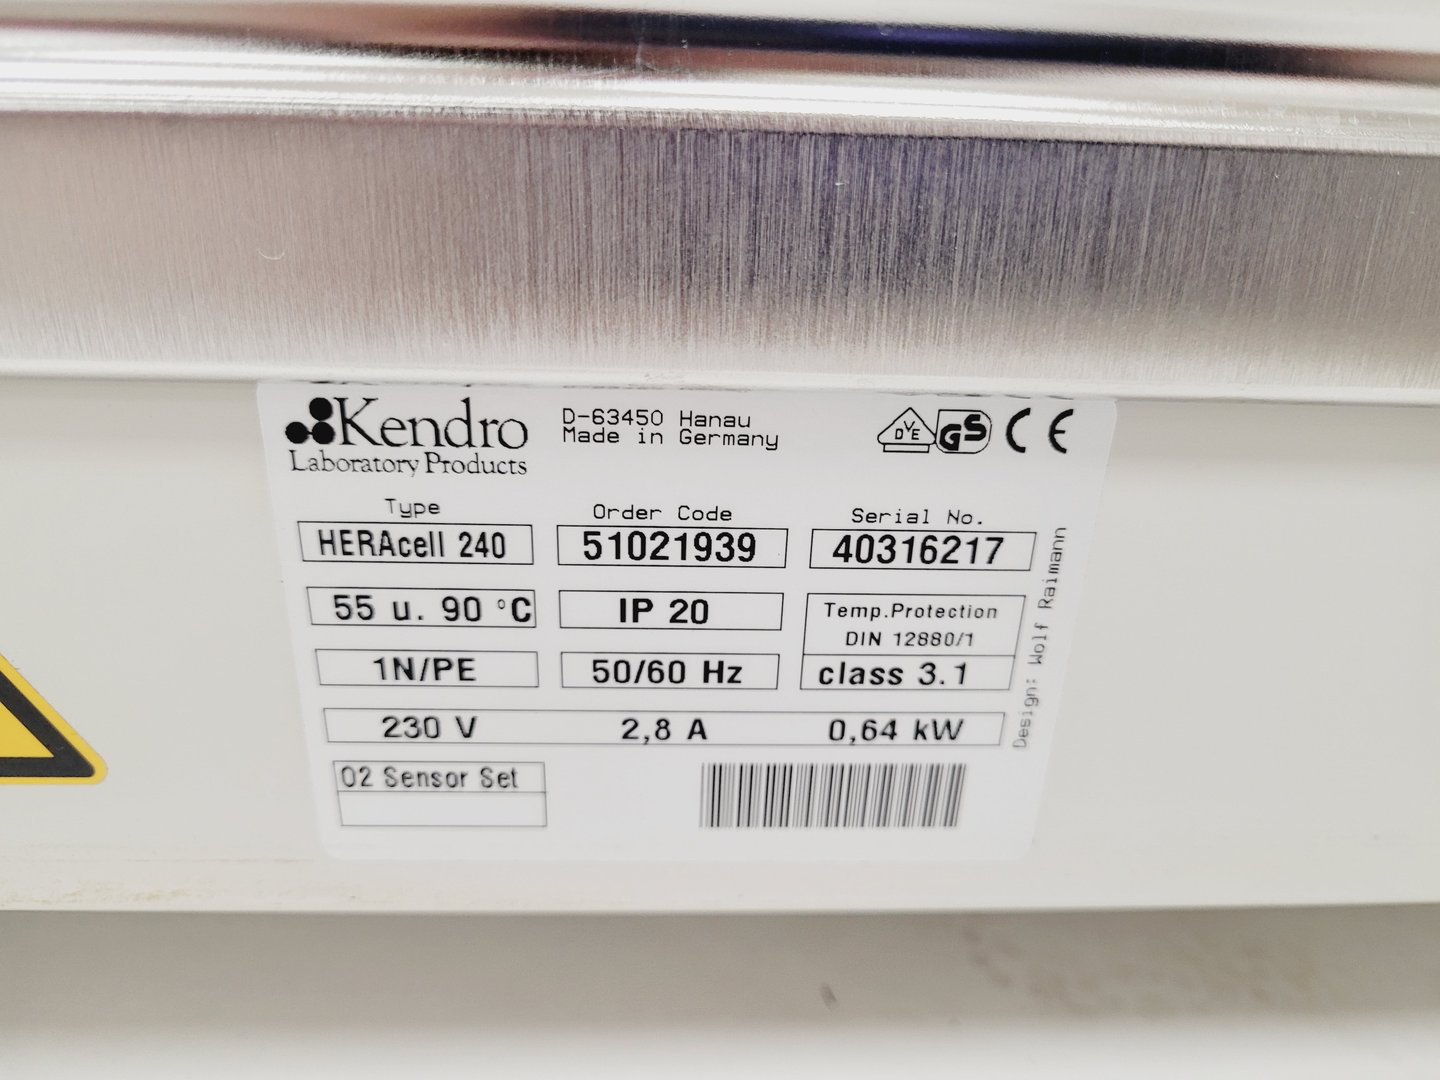 Kendro
Laboratory Products
D-63450 Hanau
Made in Germany
DVE
GS
CE
Type
HERAcell 240
Order Code
51021939
Serial No.
40316217
55 u. 90 °C
IP 20
Temp.Protection
DIN 12880/1
class 3.1
1N/PE
50/60 Hz
230 V 2,8 A 0,64 kW
O2 Sensor Set
Design: Wolf Raimann